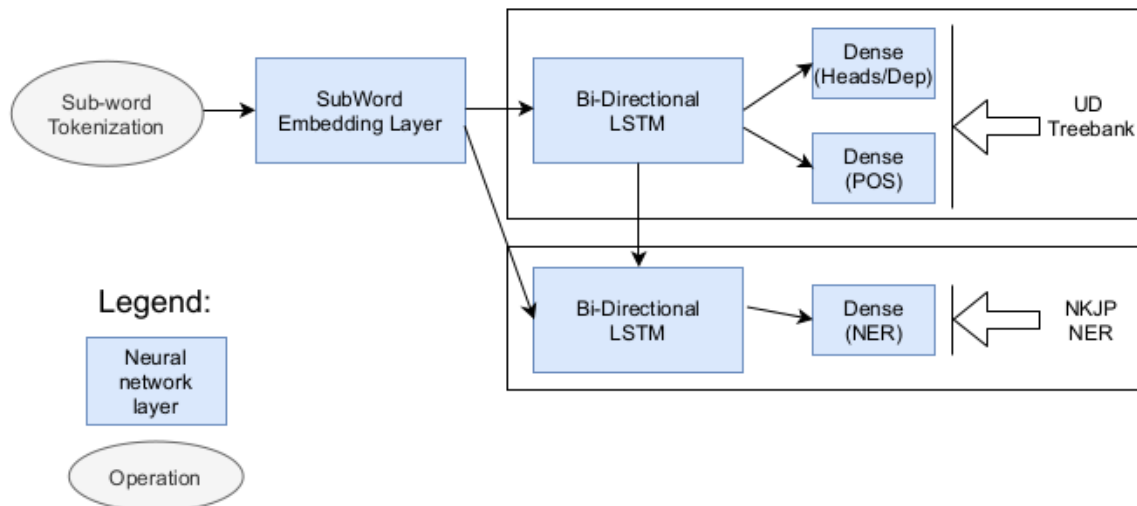 Sub-word
Tokenization
SubWord
Embedding Layer
Bi-Directional
LSTM
Dense
(Heads/Dep)
Dense
(POS)
UD
Treebank
Bi-Directional
LSTM
Dense
(NER)
NKJP
NER
Legend:
Neural
network
layer
Operation